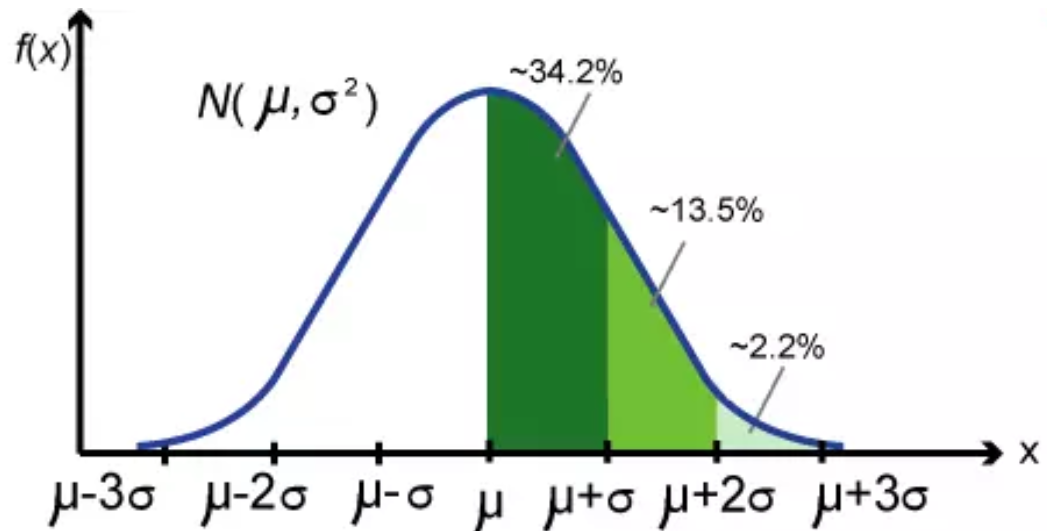 f(x)
N( μ, σ²)
~34.2%
~13.5%
~2.2%
x
μ-3σ μ-2σ μ-σ μ μ+σ μ+2σ μ+3σ